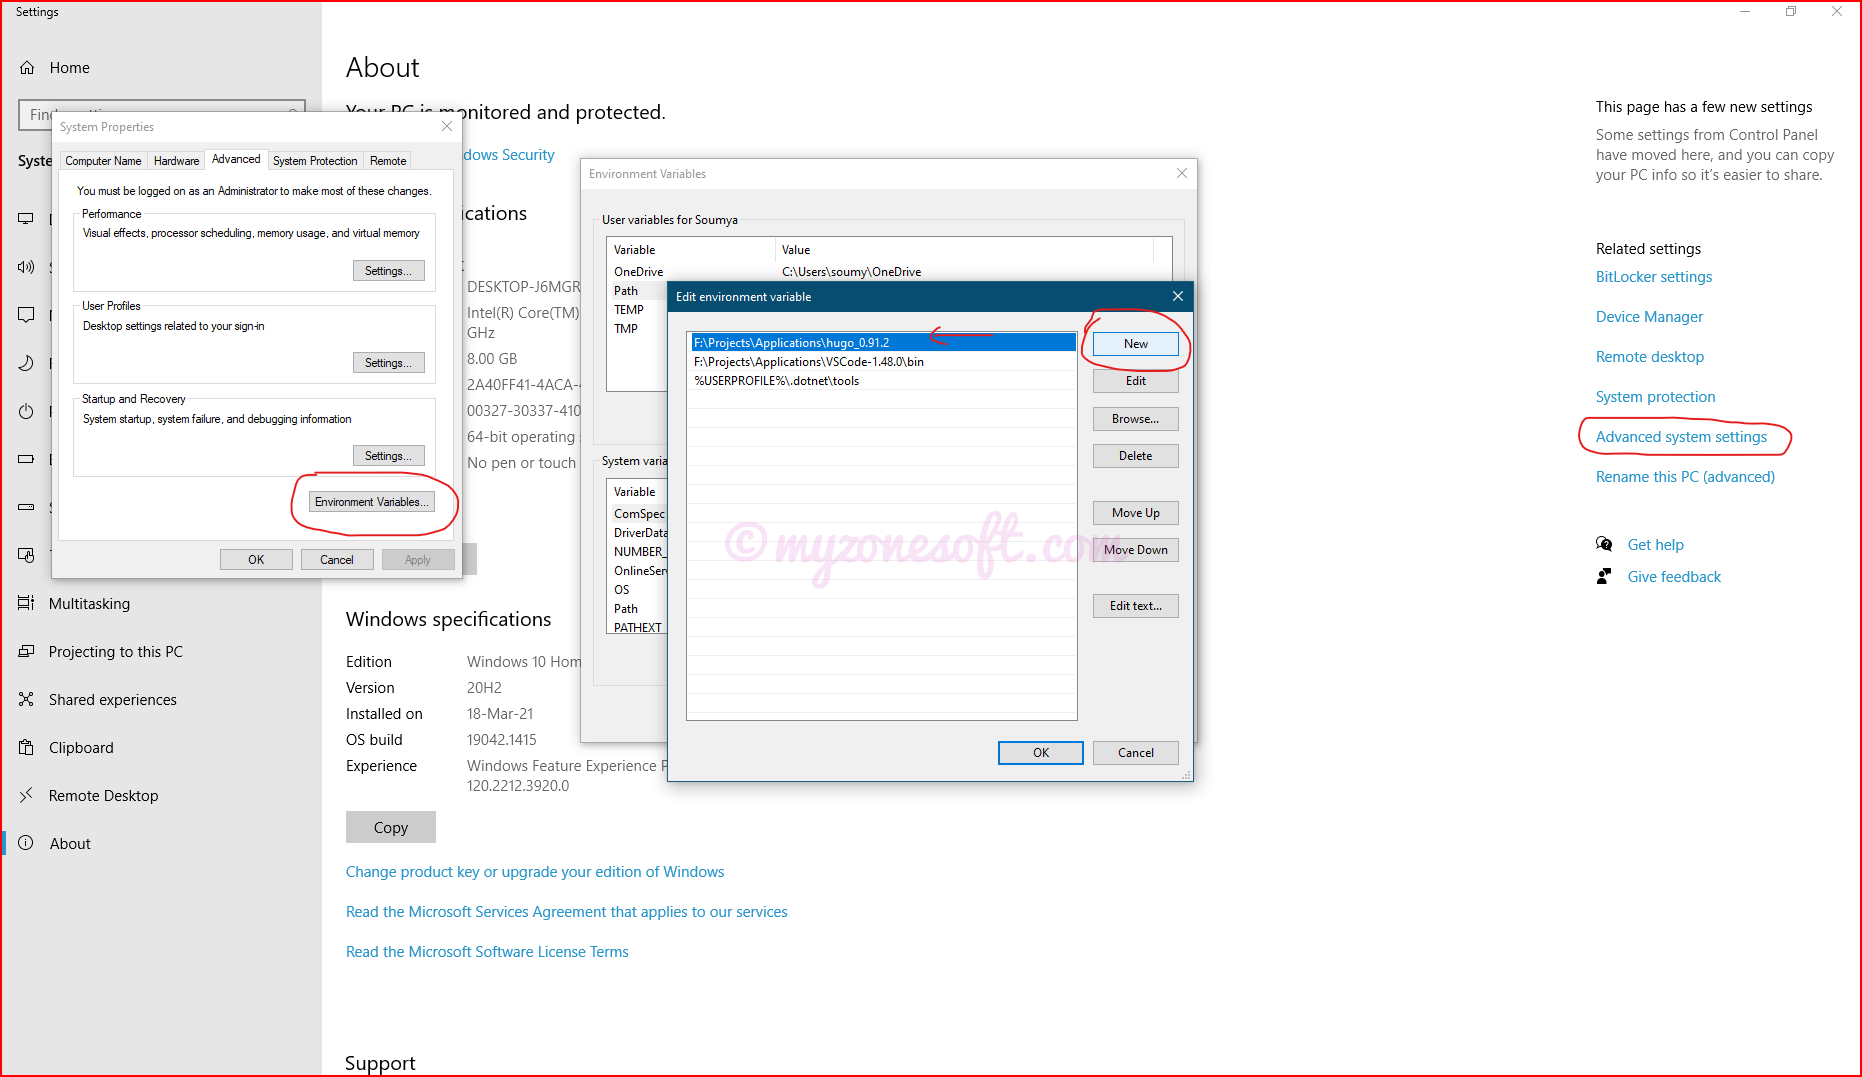 Settings
Home
System Properties
Computer Name
Hardware
Advanced
System Protection
Remote
You must be logged on as an Administrator to make most of these changes.
Performance
Visual effects, processor scheduling, memory usage, and virtual memory
Settings...
User Profiles
Desktop settings related to your sign-in
Settings...
Startup and Recovery
System startup, system failure, and debugging information
Settings...
Environment Variables...
OK
Cancel
Apply
Multitasking
Projecting to this PC
Shared experiences
Clipboard
Remote Desktop
About
About
PC is monitored and protected.
DESKTOP-J6MGR
Intel(R) Core(TM)
GHz
8.00 GB
2A40FF41-4ACA-
00327-30337-410
64-bit operating
No pen or touch
Windows specifications
Edition Windows 10 Hom
Version 20H2
Installed on 18-Mar-21
OS build 19042.1415
Experience Windows Feature Experience P
120.2212.3920.0
Copy
Change product key or upgrade your edition of Windows
Read the Microsoft Services Agreement that applies to our services
Read the Microsoft Software License Terms
Support
Environment Variables
User variables for Soumya
Variable Value
OneDrive C:\Users\soumy\OneDrive
Path
TEMP
TMP
System varia
Variable
ComSpec
DriverData
NUMBER_
OnlineServ
OS
Path
PATHEXT
Edit environment variable
F:\Projects\Applications\hugo_0.91.2
F:\Projects\Applications\VSCode-1.48.0\bin
%USERPROFILE%\.dotnet\tools
New
Edit
Browse...
Delete
Move Up
Move Down
Edit text...
OK
Cancel
© myzonesoft.com
This page has a few new settings
Some settings from Control Panel
have moved here, and you can copy
your PC info so it's easier to share.
Related settings
BitLocker settings
Device Manager
Remote desktop
System protection
Advanced system settings
Rename this PC (advanced)
Get help
Give feedback